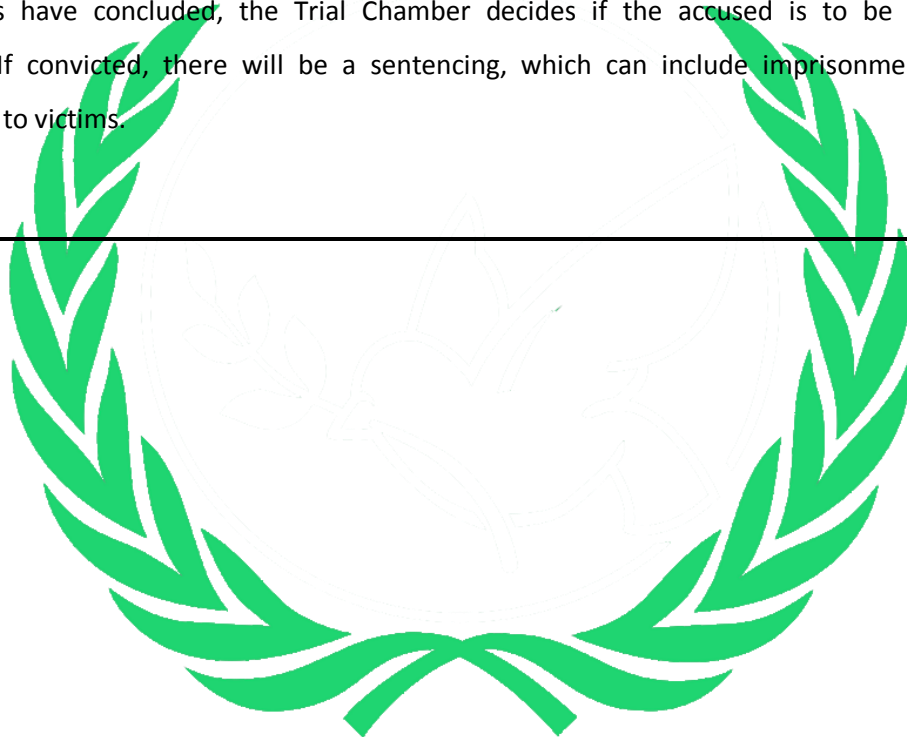 s have concluded, the Trial Chamber decides if the accused is to be
If convicted, there will be a sentencing, which can include imprisonme
to victims.